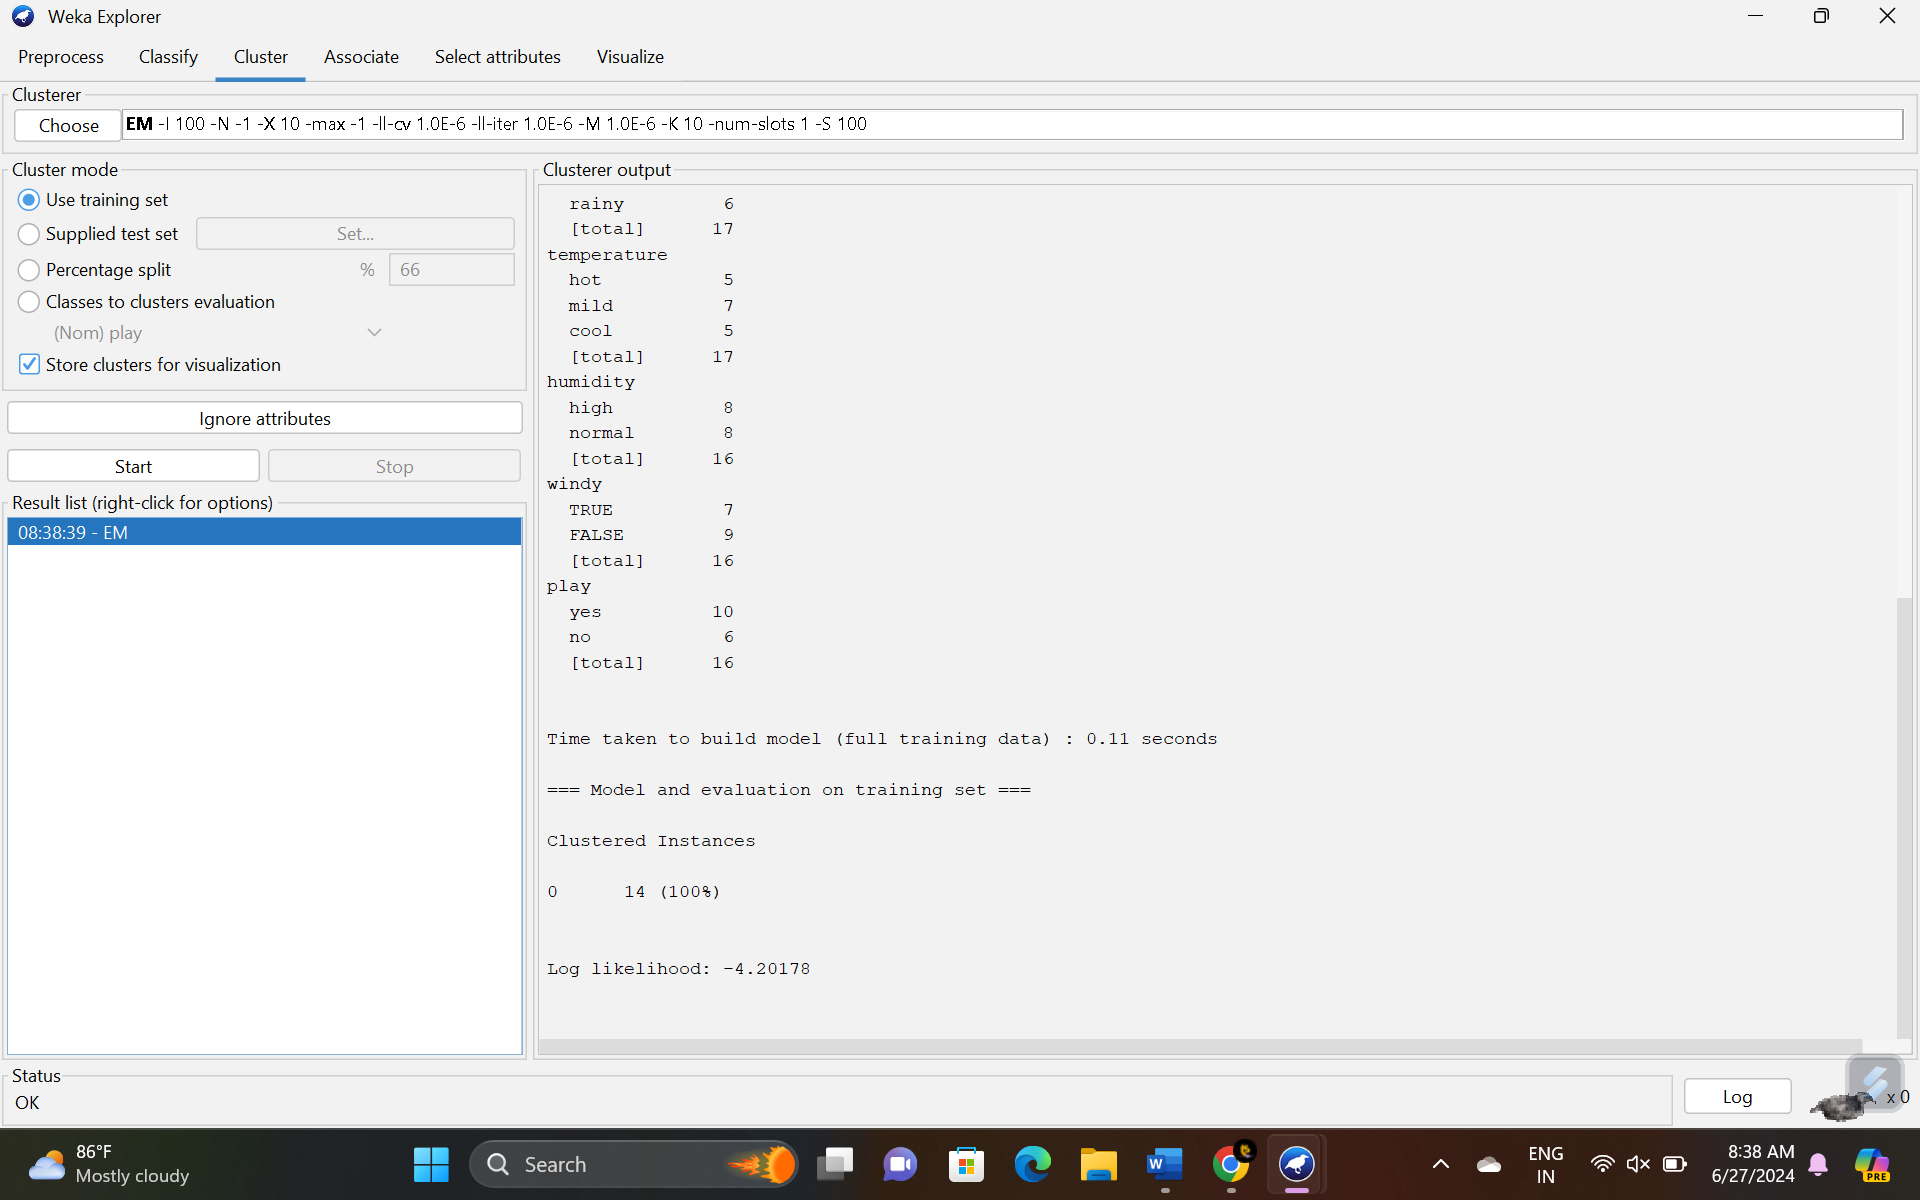 Weka Explorer
Preprocess Classify Cluster Associate Select attributes Visualize
Clusterer
Choose EM -I 100 -N -1 -X 10 -max -1 -ll-cv 1.0E-6 -ll-iter 1.0E-6 -M 1.0E-6 -K 10 -num-slots 1 -S 100
Cluster mode
Use training set
Supplied test set Set...
Percentage split % 66
Classes to clusters evaluation
(Nom) play
Store clusters for visualization
Ignore attributes
Start Stop
Result list (right-click for options)
08:38:39 - EM
Clusterer output
rainy 6
[total] 17
temperature
hot 5
mild 7
cool 5
[total] 17
humidity
high 8
normal 8
[total] 16
windy
TRUE 7
FALSE 9
[total] 16
play
yes 10
no 6
[total] 16
Time taken to build model (full training data) : 0.11 seconds
=== Model and evaluation on training set ===
Clustered Instances
0 14 (100%)
Log likelihood: -4.20178
Status
OK
Log
x 0
86°F
Mostly cloudy
Search
W
ENG
IN
8:38 AM
6/27/2024
PRE